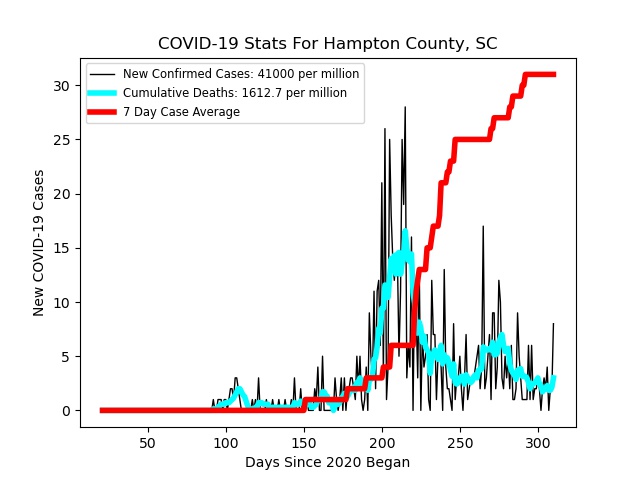 COVID-19 Stats For Hampton County, SC
New Confirmed Cases: 41000 per million
Cumulative Deaths: 1612.7 per million
7 Day Case Average
New COVID-19 Cases
30
25
20
15
10
5
0
50 100 150 200 250 300
Days Since 2020 Began